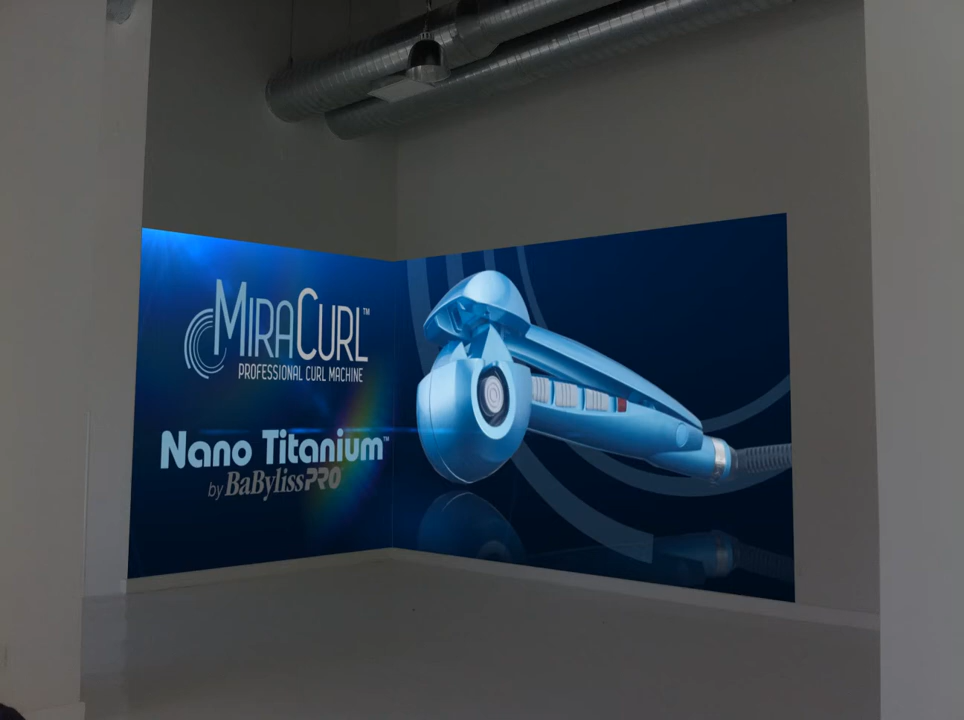 MIRACURL™
PROFESSIONAL CURL MACHINE
Nano Titanium™
by BaBylissPRO